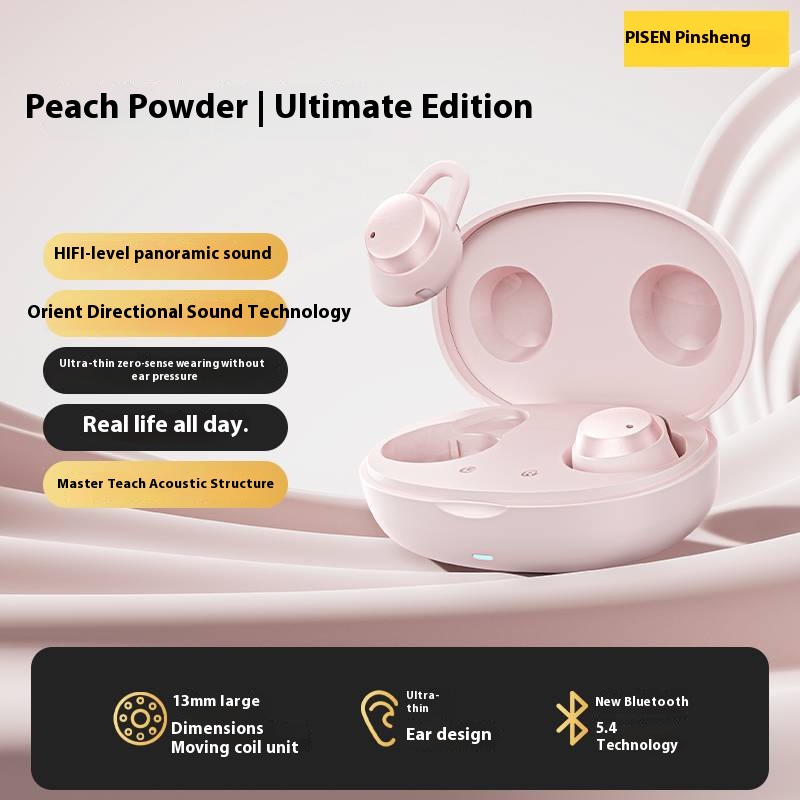 PISEN Pinsheng
Peach Powder | Ultimate Edition
HIFI-level panoramic sound
Orient Directional Sound Technology
Ultra-thin zero-sense wearing without
ear pressure
Real life all day.
Master Teach Acoustic Structure
13mm large
Dimensions
Moving coil unit
Ultra-
thin
Ear design
New Bluetooth
5.4
Technology